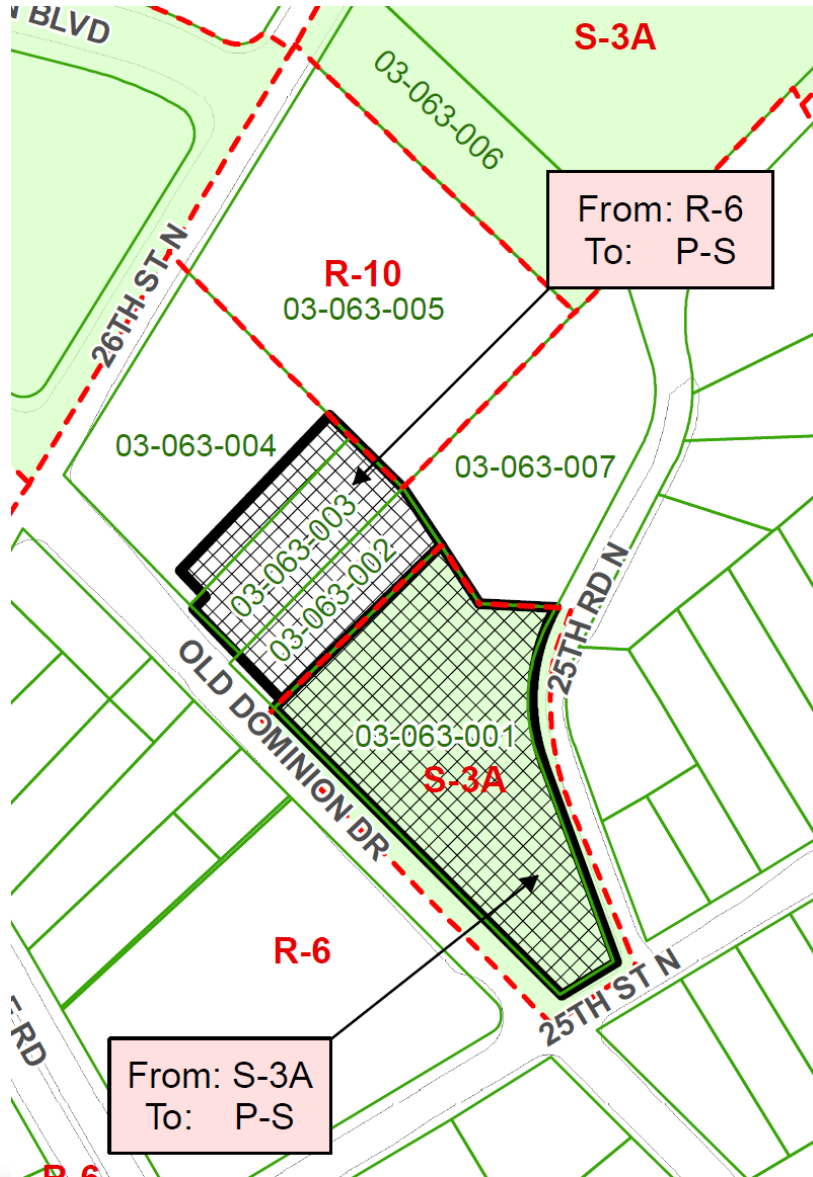 N BLVD
S-3A
03-063-006
From: R-6
To: P-S
26TH ST N
R-10
03-063-005
03-063-004
03-063-007
03-063-003
03-063-002
25TH RD N
OLD DOMINION DR
03-063-001
S-3A
R-6
25TH ST N
RD
From: S-3A
To: P-S
R-6